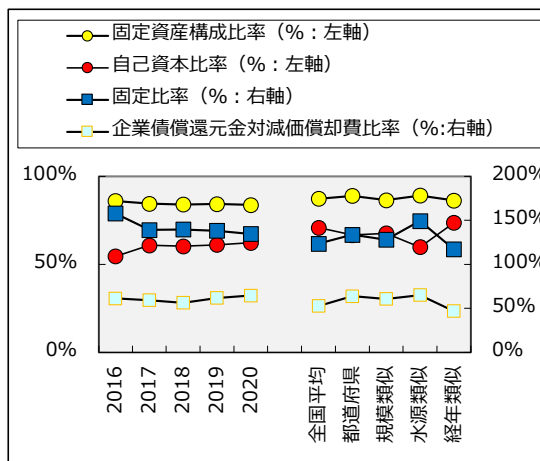 固定資産構成比率（%：左軸）
自己資本比率（%：左軸）
固定比率（%：右軸）
企業債償還元金対減価償却費比率（%:右軸）
100%
50%
0%
200%
150%
100%
50%
0%
2016
2017
2018
2019
2020
全国平均
都道府県
規模類似
水源類似
経年類似